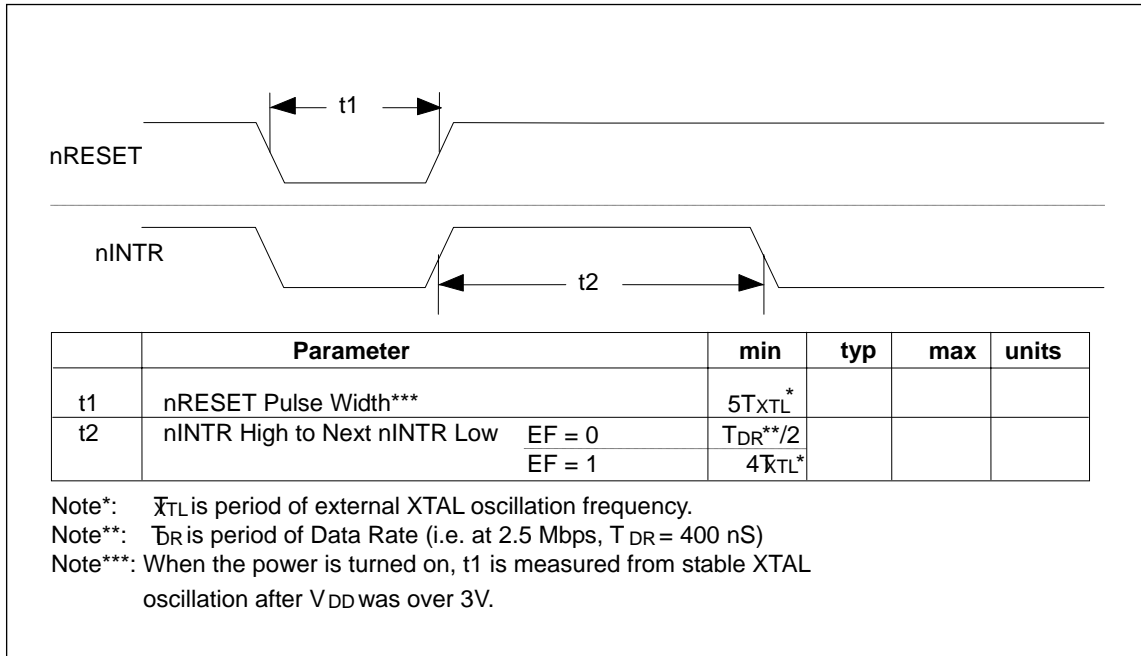 t1
nRESET
nINTR
t2
Parameter min typ max units
t1 nRESET Pulse Width*** 5TXTL*
t2 nINTR High to Next nINTR Low EF = 0 TDR**/2
EF = 1 4TXTL*
Note*: TXTL is period of external XTAL oscillation frequency.
Note**: TDR is period of Data Rate (i.e. at 2.5 Mbps, T DR = 400 nS)
Note***: When the power is turned on, t1 is measured from stable XTAL
oscillation after V DD was over 3V.